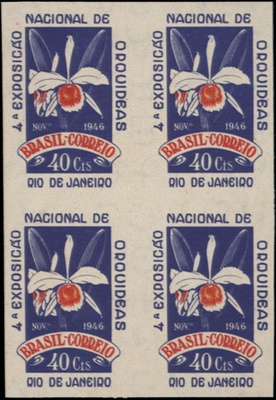 4ª EXPOSIÇÃO
NACIONAL DE
ORQUIDEAS
NOV.º 1946
BRASIL-CORREIO
40 Cts
RIO DE JANEIRO
4ª EXPOSIÇÃO
NACIONAL DE
ORQUIDEAS
NOV.º 1946
BRASIL-CORREIO
40 Cts
RIO DE JANEIRO
4ª EXPOSIÇÃO
NACIONAL DE
ORQUIDEAS
NOV.º 1946
BRASIL-CORREIO
40 Cts
RIO DE JANEIRO
4ª EXPOSIÇÃO
NACIONAL DE
ORQUIDEAS
NOV.º 1946
BRASIL-CORREIO
40 Cts
RIO DE JANEIRO